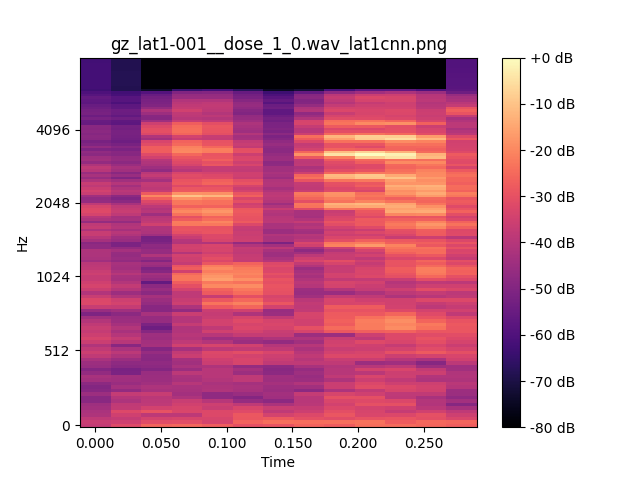 gz_lat1-001__dose_1_0.wav_lat1cnn.png
+0 dB
-10 dB
-20 dB
-30 dB
-40 dB
-50 dB
-60 dB
-70 dB
-80 dB
4096
2048
1024
512
0
Hz
0.000 0.050 0.100 0.150 0.200 0.250
Time